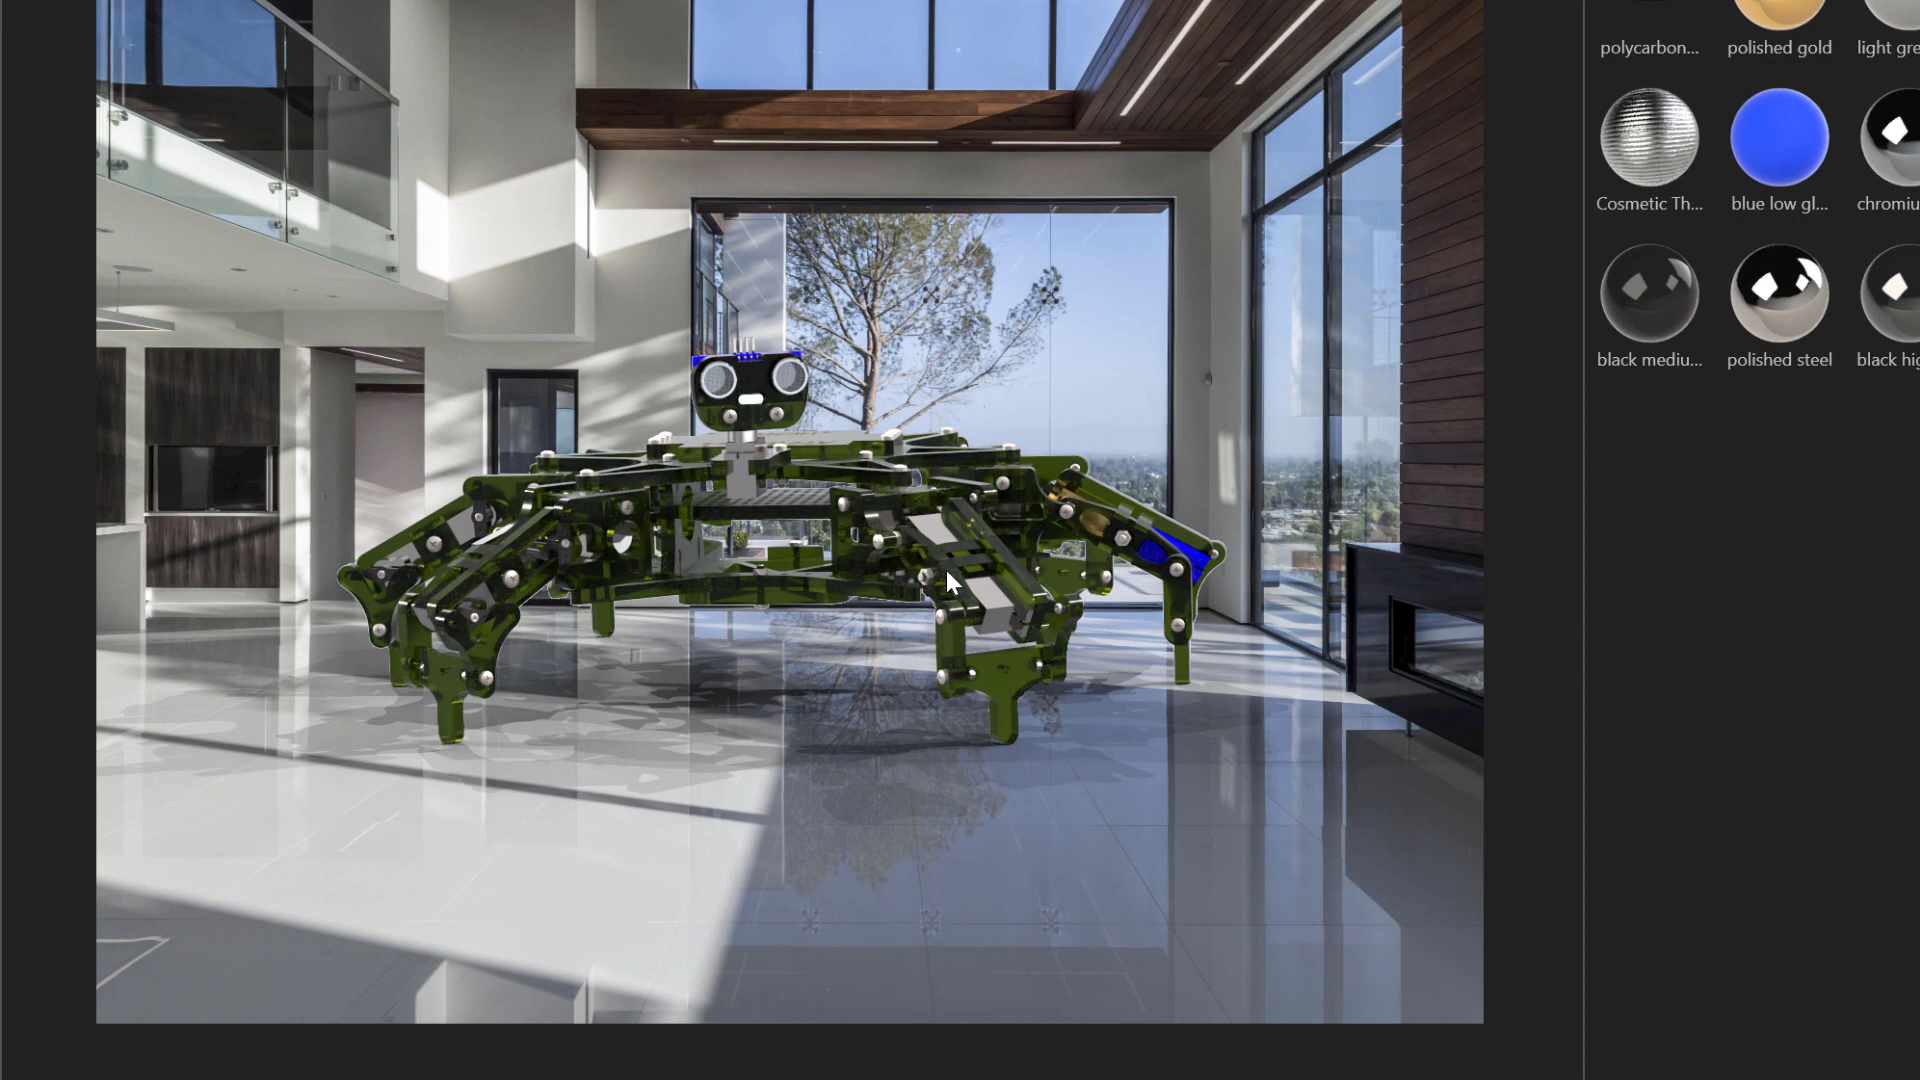 polycarbon... polished gold light gre
Cosmetic Th... blue low gl... chromiu
black mediu... polished steel black hig